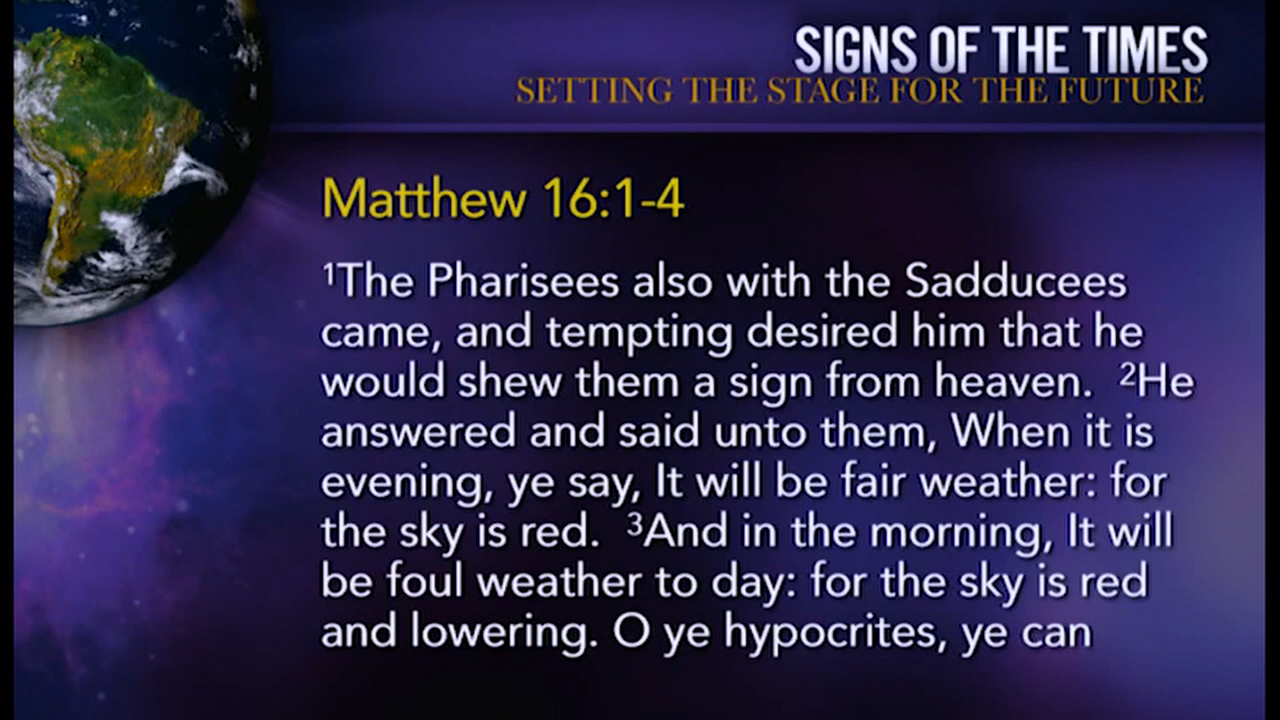 SIGNS OF THE TIMES
SETTING THE STAGE FOR THE FUTURE
Matthew 16:1-4
¹The Pharisees also with the Sadducees
came, and tempting desired him that he
would shew them a sign from heaven. ²He
answered and said unto them, When it is
evening, ye say, It will be fair weather: for
the sky is red. ³And in the morning, It will
be foul weather to day: for the sky is red
and lowering. O ye hypocrites, ye can